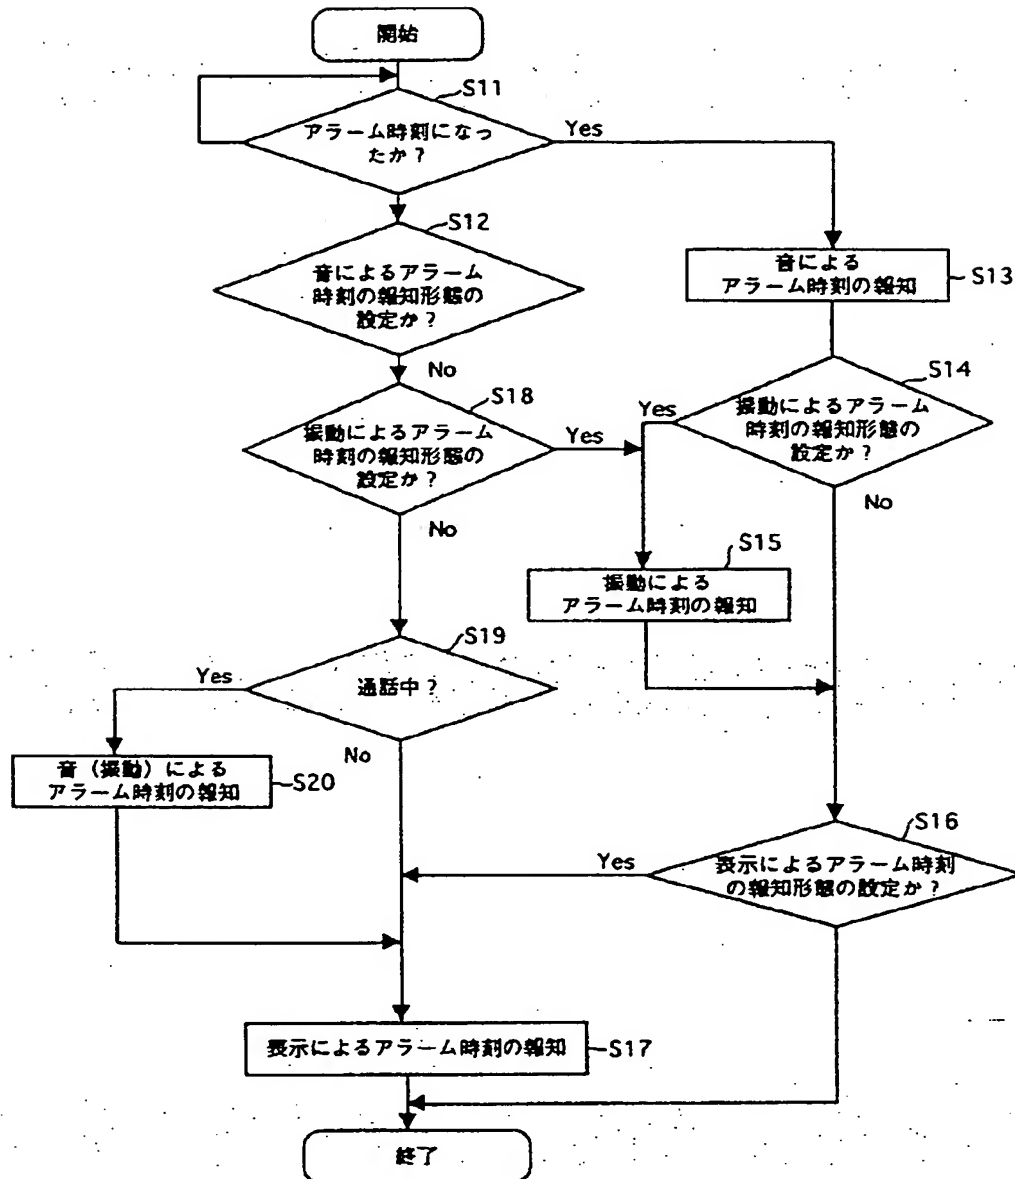 開始
S11
アラーム時刻になっ
たか？
Yes
S12
音によるアラーム
時刻の報知形態の
設定か？
音による
アラーム時刻の報知
S13
No
S14
振動によるアラーム
時刻の報知形態の
設定か？
Yes
No
S18
振動によるアラーム
時刻の報知形態の
設定か？
Yes
No
S15
振動による
アラーム時刻の報知
S19
通話中？
Yes
No
音（振動）による
アラーム時刻の報知
S20
S16
表示によるアラーム時刻
の報知形態の設定か？
Yes
表示によるアラーム時刻の報知
S17
終了